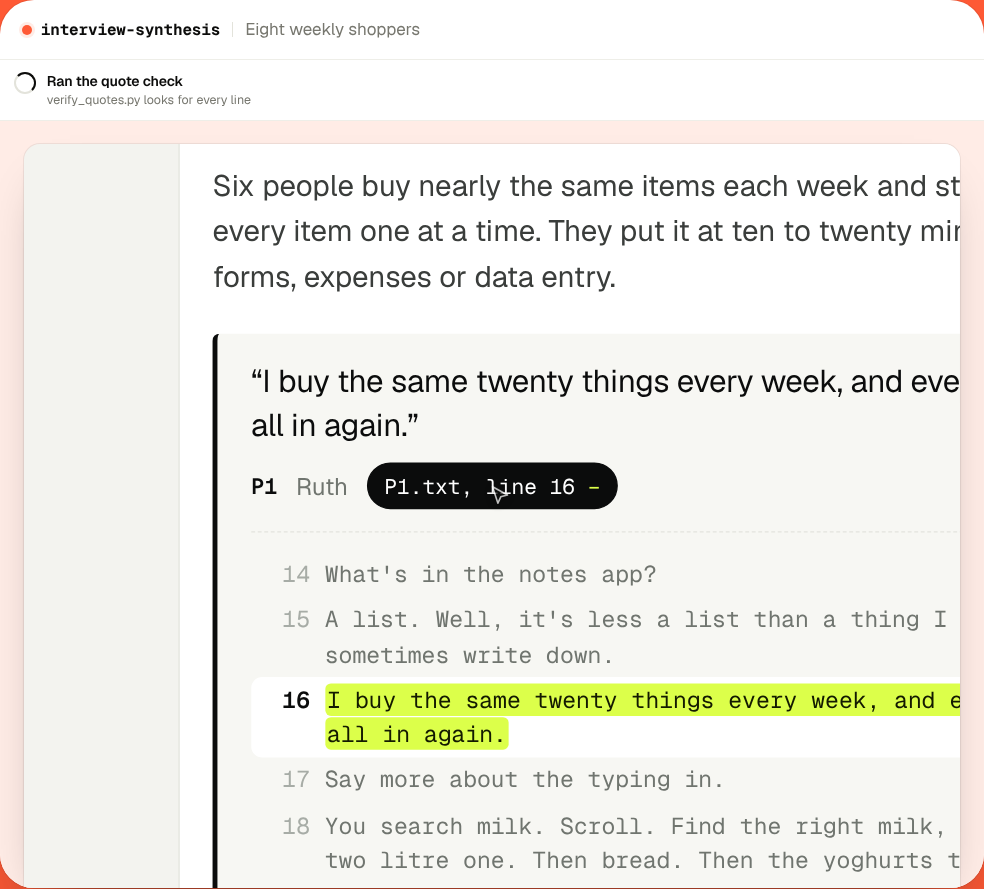 interview-synthesis Eight weekly shoppers
Ran the quote check
verify_quotes.py looks for every line
Six people buy nearly the same items each week and
every item one at a time. They put it at ten to twenty
forms, expenses or data entry.
“I buy the same twenty things every week, and
all in again.”
P1 Ruth P1.txt, line 16 –
14 What's in the notes app?
15 A list. Well, it's less a list than a thing I
sometimes write down.
16 I buy the same twenty things every week, and
all in again.
17 Say more about the typing in.
18 You search milk. Scroll. Find the right milk,
two litre one. Then bread. Then the yoghurts